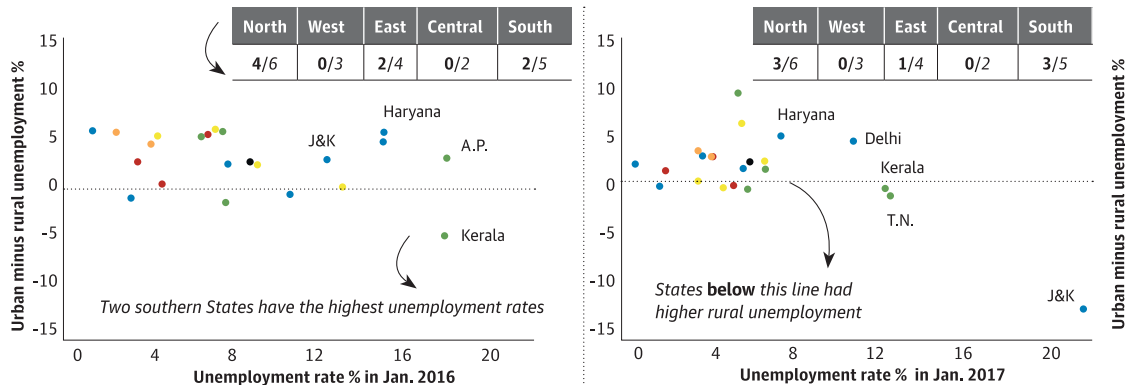 North West East Central South
4/6 0/3 2/4 0/2 2/5
15
10
5
0
-5
-10
-15
Urban minus rural unemployment %
Haryana
J&K
A.P.
Kerala
Two southern States have the highest unemployment rates
0 4 8 12 16 20
Unemployment rate % in Jan. 2016
North West East Central South
3/6 0/3 1/4 0/2 3/5
15
10
5
0
-5
-10
-15
Haryana
Delhi
Kerala
T.N.
States below this line had
higher rural unemployment
J&K
0 4 8 12 16 20
Unemployment rate % in Jan. 2017
Urban minus rural unemployment %